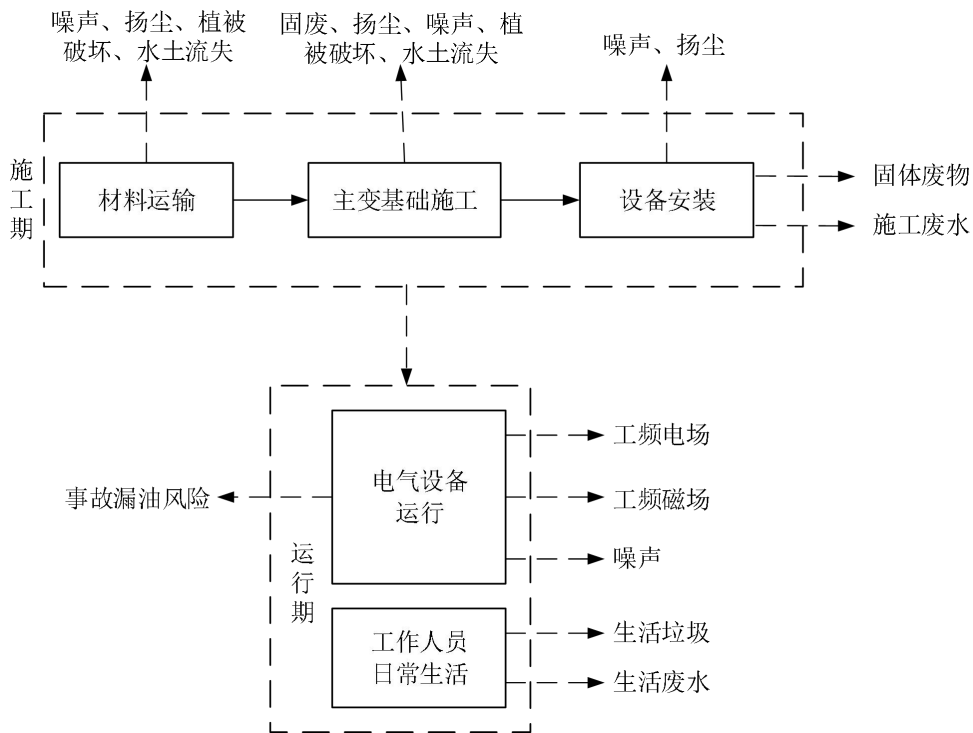 噪声、扬尘、植被
破坏、水土流失
固废、扬尘、噪声、植
被破坏、水土流失
噪声、扬尘
施工期
材料运输
主变基础施工
设备安装
固体废物
施工废水
运行期
电气设备
运行
事故漏油风险
工频电场
工频磁场
噪声
工作人员
日常生活
生活垃圾
生活废水